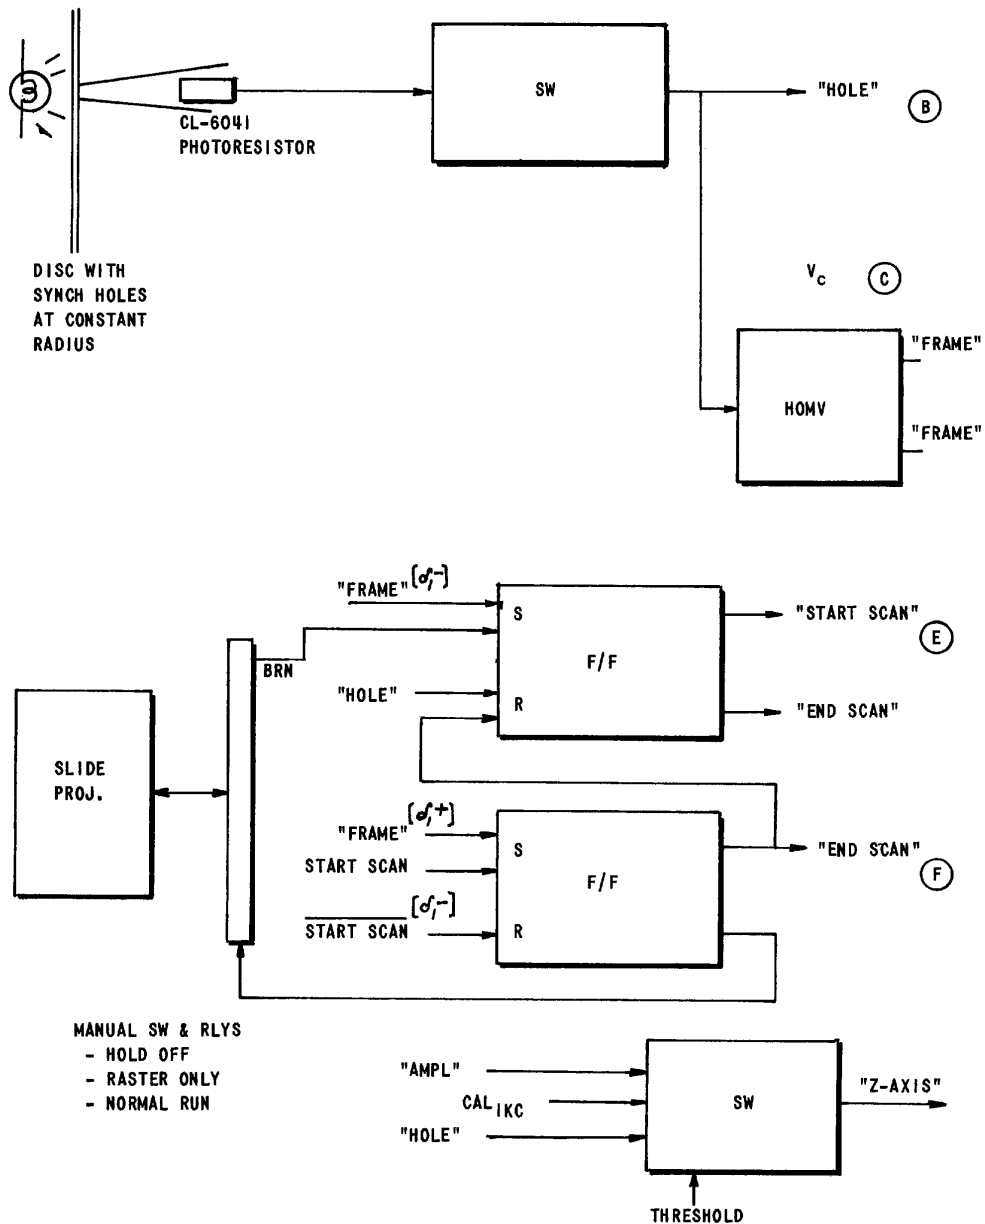 SW
"HOLE"
B
CL-6041
PHOTORESISTOR
DISC WITH
SYNCH HOLES
AT CONSTANT
RADIUS
Vc
C
"FRAME"
HOMV
"FRAME"
"FRAME" [δ,-]
S
"START SCAN"
E
BRN
F/F
"HOLE"
R
"END SCAN"
SLIDE
PROJ.
"FRAME" [δ,+]
S
"END SCAN"
START SCAN
F/F
F
START SCAN [δ,-]
R
MANUAL SW & RLYS
- HOLD OFF
- RASTER ONLY
- NORMAL RUN
"AMPL"
CAL1KC
SW
"Z-AXIS"
"HOLE"
THRESHOLD